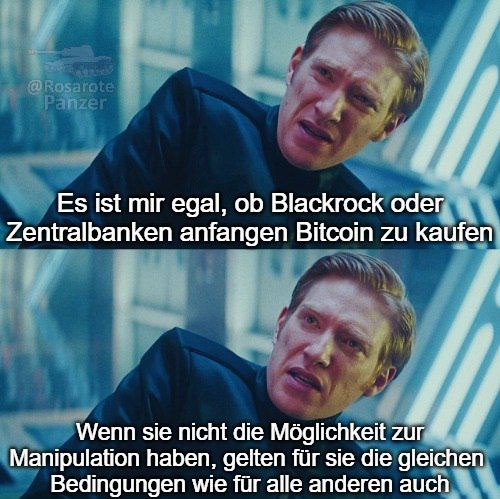 @Rosarote
Panzer
Es ist mir egal, ob Blackrock oder
Zentralbanken anfangen Bitcoin zu kaufen
Wenn sie nicht die Möglichkeit zur
Manipulation haben, gelten für sie die gleichen
Bedingungen wie für alle anderen auch